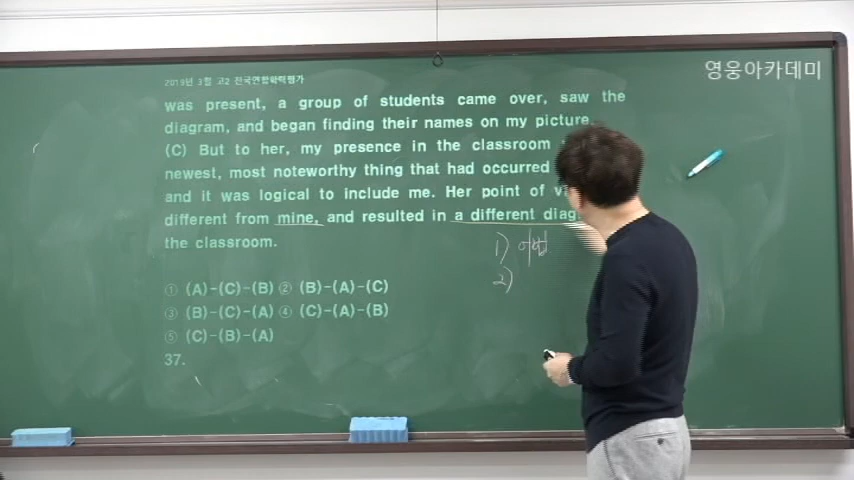 2019년 3월 고2 전국연합학력평가
영웅아카데미
was present, a group of students came over, saw the
diagram, and began finding their names on my picture.
(C) But to her, my presence in the classroom
newest, most noteworthy thing that had occurred
and it was logical to include me. Her point of
different from mine, and resulted in a different
the classroom.
① (A)-(C)-(B) ② (B)-(A)-(C)
③ (B)-(C)-(A) ④ (C)-(A)-(B)
⑤ (C)-(B)-(A)
37.
1) 어법
2)